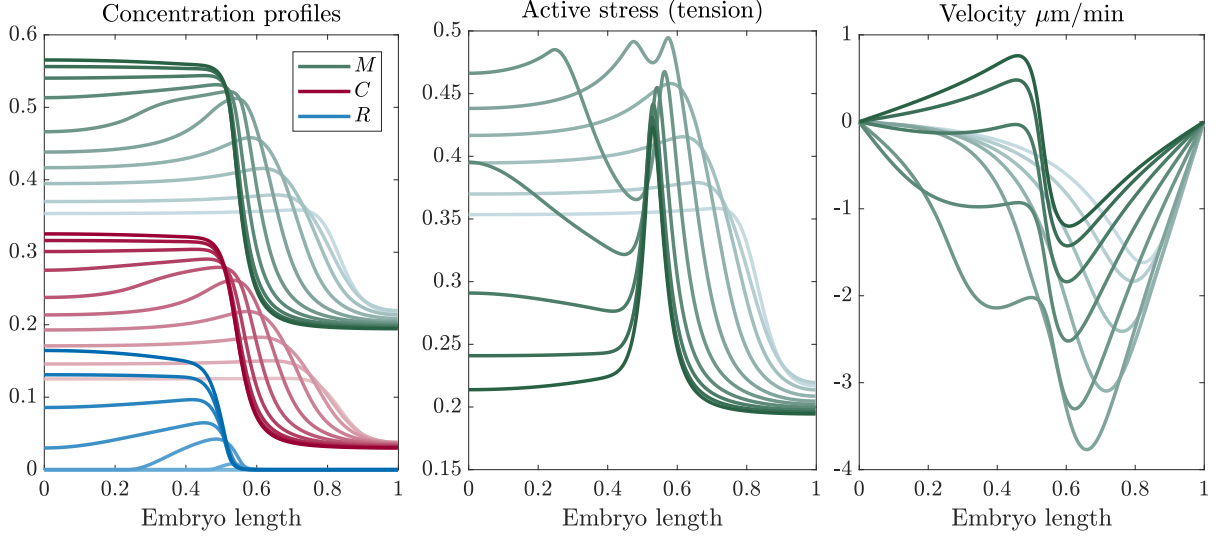 Concentration profiles
0.6
0.5
0.4
0.3
0.2
0.1
0
M
C
R
0 0.2 0.4 0.6 0.8 1
Embryo length
Active stress (tension)
0.5
0.45
0.4
0.35
0.3
0.25
0.2
0.15
0 0.2 0.4 0.6 0.8 1
Embryo length
Velocity μm/min
1
0
-1
-2
-3
-4
0 0.2 0.4 0.6 0.8 1
Embryo length